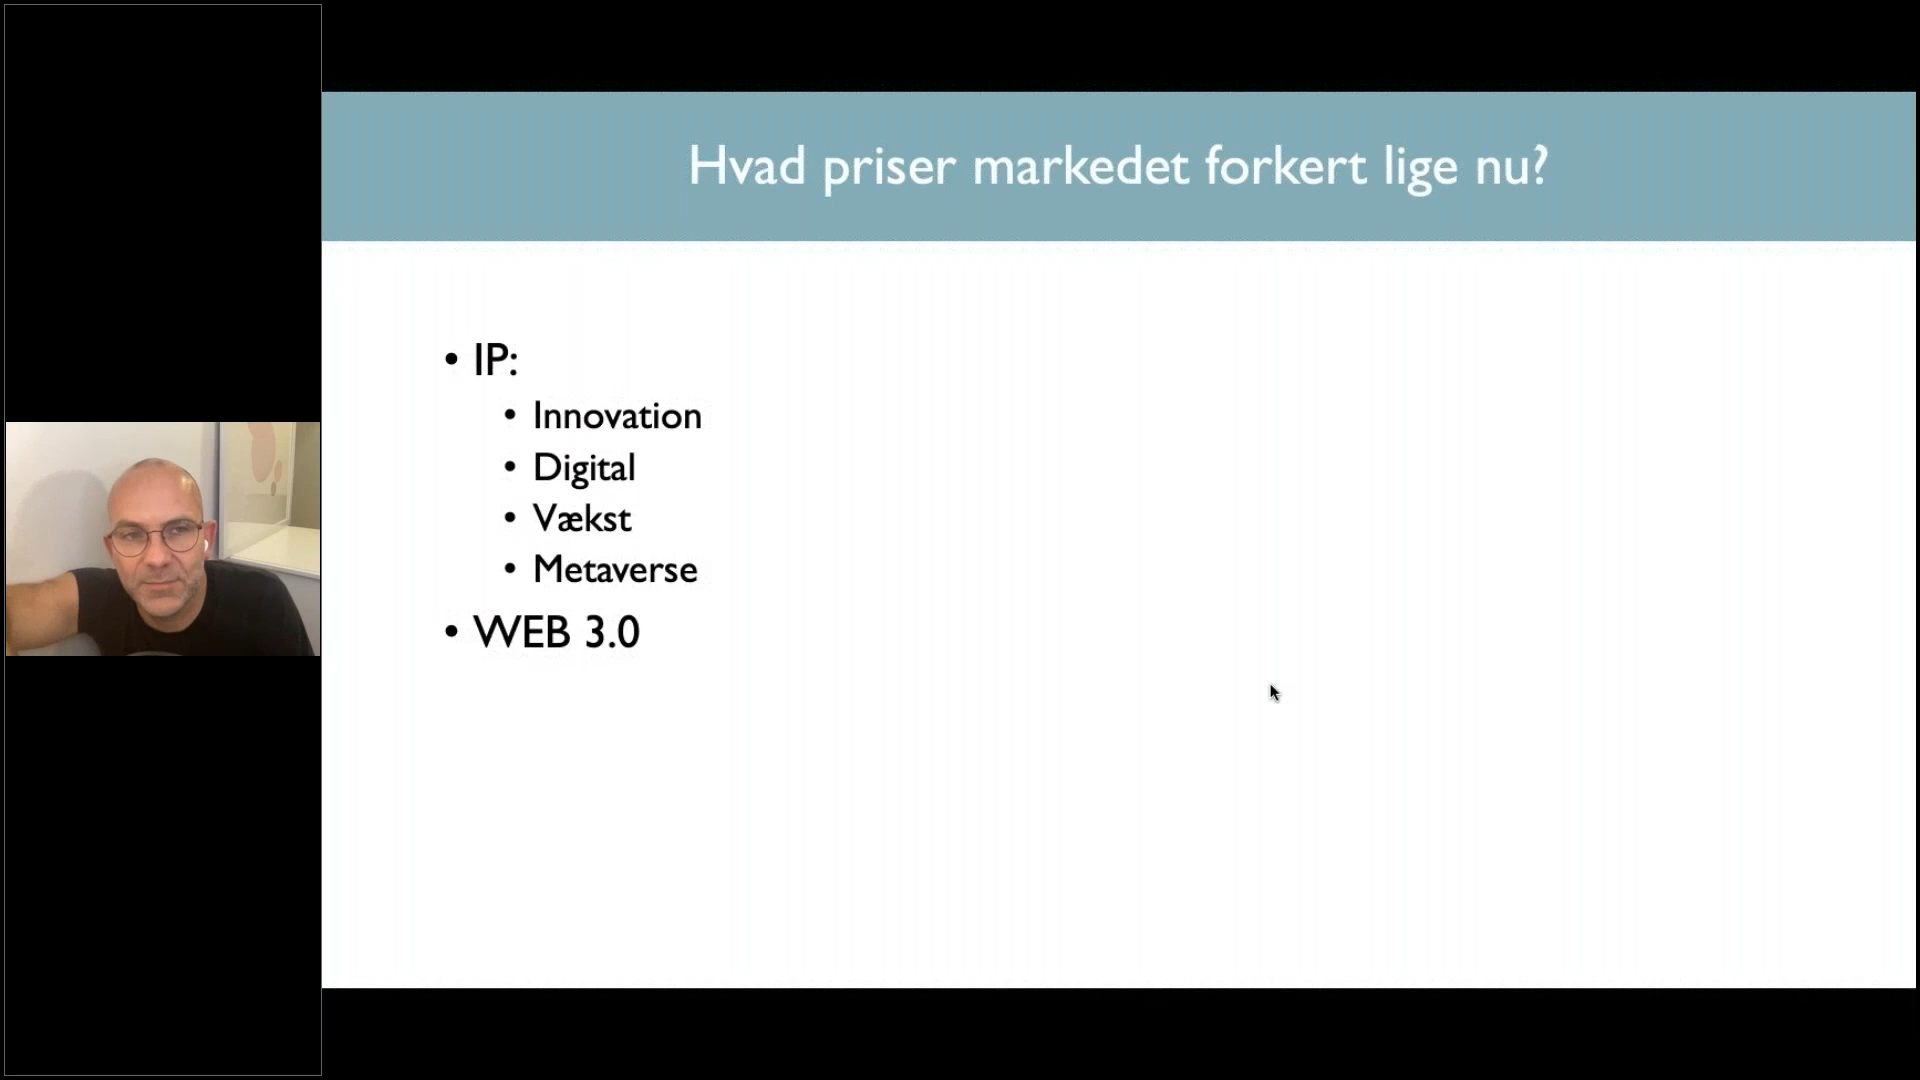 Hvad priser markedet forkert lige nu?
• IP:
• Innovation
• Digital
• Vækst
• Metaverse
• WEB 3.0